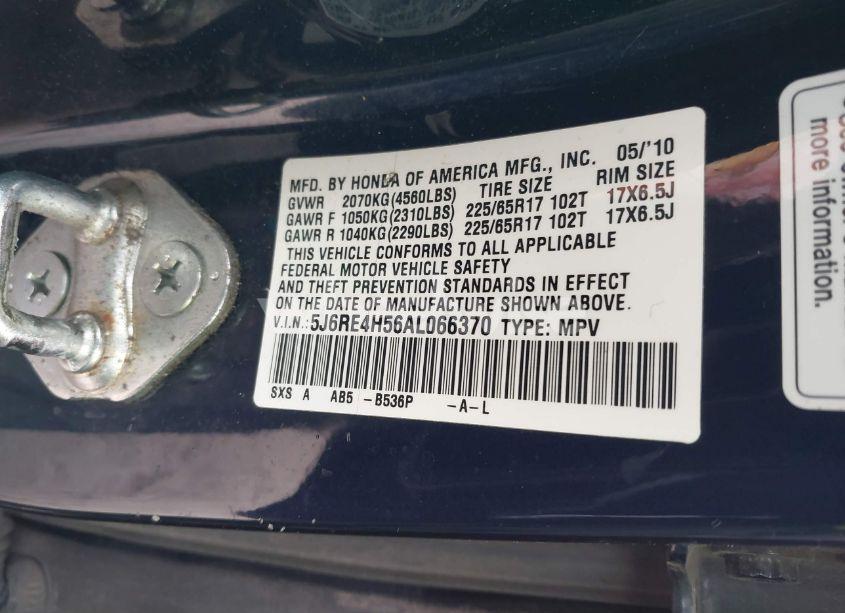 MFD. BY HONDA OF AMERICA MFG., INC. 05/'10
GVWR 2070KG(4560LBS) TIRE SIZE RIM SIZE
GAWR F 1050KG(2310LBS) 225/65R17 102T 17X6.5J
GAWR R 1040KG(2290LBS) 225/65R17 102T 17X6.5J
THIS VEHICLE CONFORMS TO ALL APPLICABLE
FEDERAL MOTOR VEHICLE SAFETY
AND THEFT PREVENTION STANDARDS IN EFFECT
ON THE DATE OF MANUFACTURE SHOWN ABOVE.
V.I.N.:5J6RE4H56AL066370 TYPE: MPV
SXS A AB5 -B536P -A-L
more information.